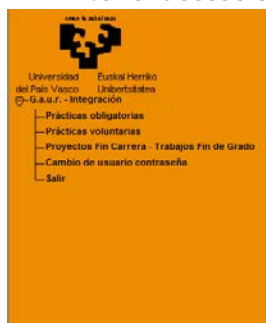 Universidad Euskal Herriko
del País Vasco Unibertsitatea
G.a.u.r. - Integración
Prácticas obligatorias
Prácticas voluntarias
Proyectos Fin Carrera - Trabajos Fin de Grado
Cambio de usuario contraseña
Salir